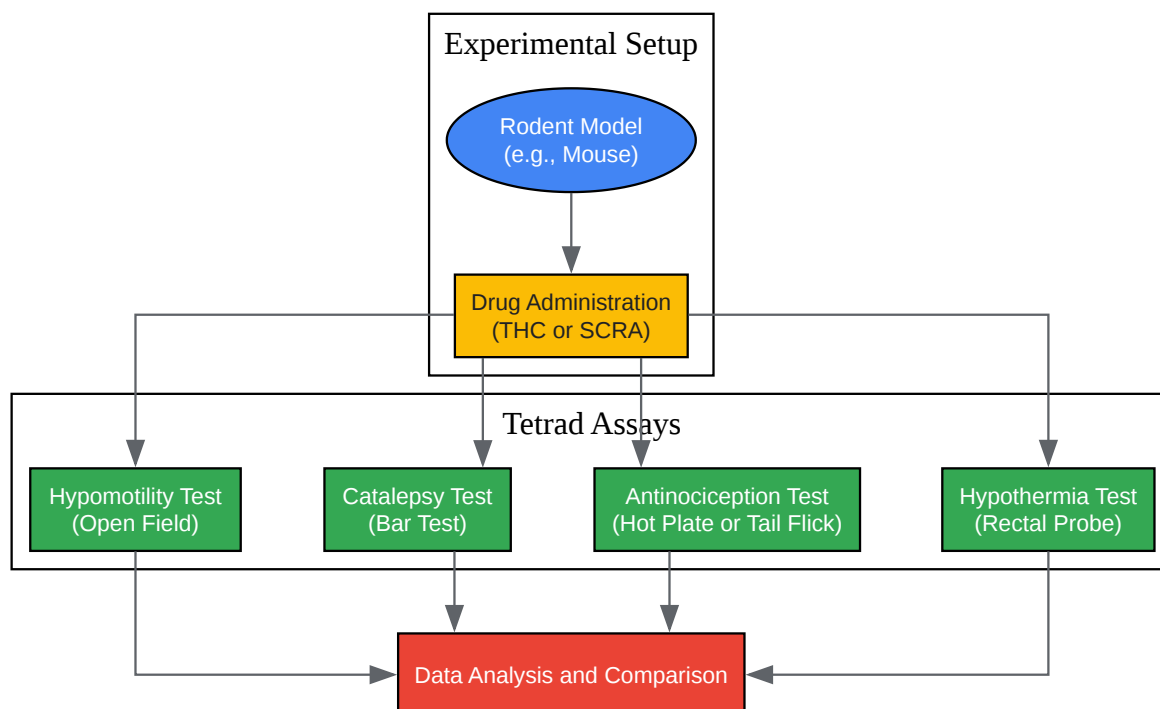 Experimental Setup
Rodent Model
(e.g., Mouse)
Drug Administration
(THC or SCRA)
Tetrad Assays
Hypomotility Test
(Open Field)
Catalepsy Test
(Bar Test)
Antinociception Test
(Hot Plate or Tail Flick)
Hypothermia Test
(Rectal Probe)
Data Analysis and Comparison